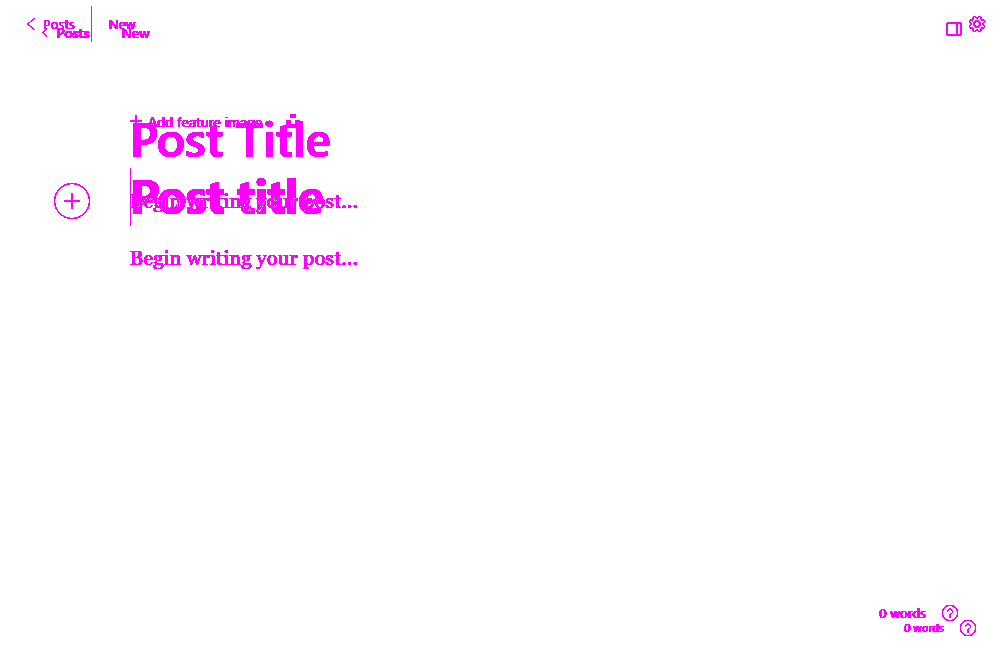 Posts New
Posts New
Add feature image
Post Title
Post title
Begin writing your post...
Begin writing your post...
0 words
0 words